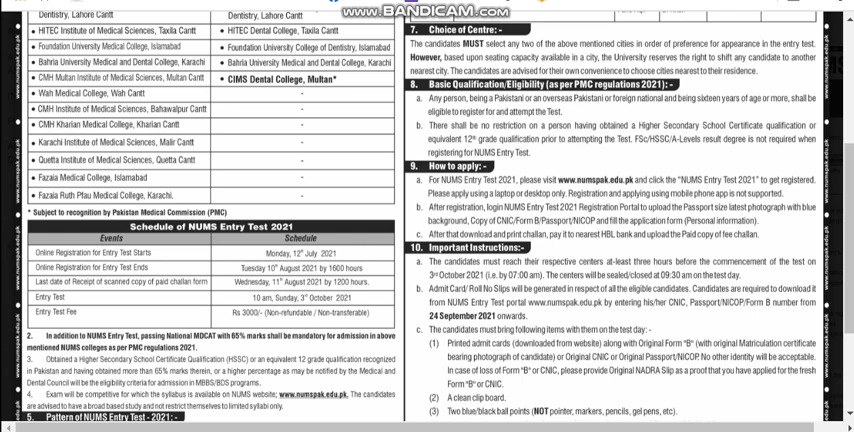 www.BANDICAM.com
Dentistry, Lahore Cantt
Dentistry, Lahore Cantt
• HITEC Institute of Medical Sciences, Taxila Cantt
• HITEC Dental College, Taxila Cantt
• Foundation University Medical College, Islamabad
• Foundation University College of Dentistry, Islamabad
• Bahria University Medical and Dental College, Karachi
• Bahria University Medical and Dental College, Karachi
• CMH Multan Institute of Medical Sciences, Multan Cantt
• CIMS Dental College, Multan*
• Wah Medical College, Wah Cantt
-
• CMH Institute of Medical Sciences, Bahawalpur Cantt
-
• CMH Kharian Medical College, Kharian Cantt
-
• Karachi Institute of Medical Sciences, Malir Cantt
-
• Quetta Institute of Medical Sciences, Quetta Cantt
-
• Fazaia Medical College, Islamabad
-
• Fazaia Ruth Pfau Medical College, Karachi.
-
* Subject to recognition by Pakistan Medical Commission (PMC)
Schedule of NUMS Entry Test 2021
Events
Schedule
Online Registration for Entry Test Starts
Monday, 12th July 2021
Online Registration for Entry Test Ends
Tuesday 10th August 2021 by 1600 hours
Last date of Receipt of scanned copy of paid challan form
Wednesday, 11th August 2021 by 1200 hours.
Entry Test
10 am, Sunday, 3rd October 2021
Entry Test Fee
Rs 3000/- (Non-refundable / Non-transferable)
2. In addition to NUMS Entry Test, passing National MDCAT with 65% marks shall be mandatory for admission in above
mentioned NUMS colleges as per PMC regulations 2021.
3. Obtained a Higher Secondary School Certificate Qualification (HSSC) or an equivalent 12 grade qualification recognized
in Pakistan and having obtained more than 65% marks therein, or a higher percentage as may be notified by the Medical and
Dental Council will be the eligibility criteria for admission in MBBS/BDS programs.
4. Exam will be competitive for which the syllabus is available on NUMS website; www.numspak.edu.pk. The candidates
are advised to have a broad based study and not restrict themselves to limited syllabi only.
5. Pattern of NUMS Entry Test - 2021: -
7. Choice of Centre: -
The candidates MUST select any two of the above mentioned cities in order of preference for appearance in the entry test.
However, based upon seating capacity available in a city, the University reserves the right to shift any candidate to another
nearest city. The candidates are advised for their own convenience to choose cities nearest to their residence.
8. Basic Qualification/Eligibility (as per PMC regulations 2021): -
a. Any person, being a Pakistani or an overseas Pakistani or foreign national and being sixteen years of age or more, shall be
eligible to register for and attempt the Test.
b. There shall be no restriction on a person having obtained a Higher Secondary School Certificate qualification or
equivalent 12th grade qualification prior to attempting the Test. FSc/HSSC/A-Levels result degree is not required when
registering for NUMS Entry Test.
9. How to apply: -
a. For NUMS Entry Test 2021, please visit www.numspak.edu.pk and click the "NUMS Entry Test 2021" to get registered.
Please apply using a laptop or desktop only. Registration and applying using mobile phone app is not supported.
b. After registration, login NUMS Entry Test 2021 Registration Portal to upload the Passport size latest photograph with blue
background, Copy of CNIC/Form B/Passport/NICOP and fill the application form (Personal information).
c. After that download and print challan, pay it to nearest HBL bank and upload the Paid copy of fee challan.
10. Important Instructions:-
a. The candidates must reach their respective centers at-least three hours before the commencement of the test on
3rd October 2021 (i.e. by 07:00 am). The centers will be sealed/closed at 09:30 am on the test day.
b. Admit Card/ Roll No Slips will be generated in respect of all the eligible candidates. Candidates are required to download it
from NUMS Entry Test portal www.numspak.edu.pk by entering his/her CNIC, Passport/NICOP/Form B number from
24 September 2021 onwards.
c. The candidates must bring following items with them on the test day: -
(1) Printed admit cards (downloaded from website) along with Original Form "B" (with original Matriculation certificate
bearing photograph of candidate) or Original CNIC or Original Passport/NICOP. No other identity will be acceptable.
In case of loss of Form "B" or CNIC, please provide Original NADRA Slip as a proof that you have applied for the fresh
Form "B" or CNIC.
(2) A clean clip board.
(3) Two blue/black ball points (NOT pointer, markers, pencils, gel pens, etc).
www.numspak.edu.pk